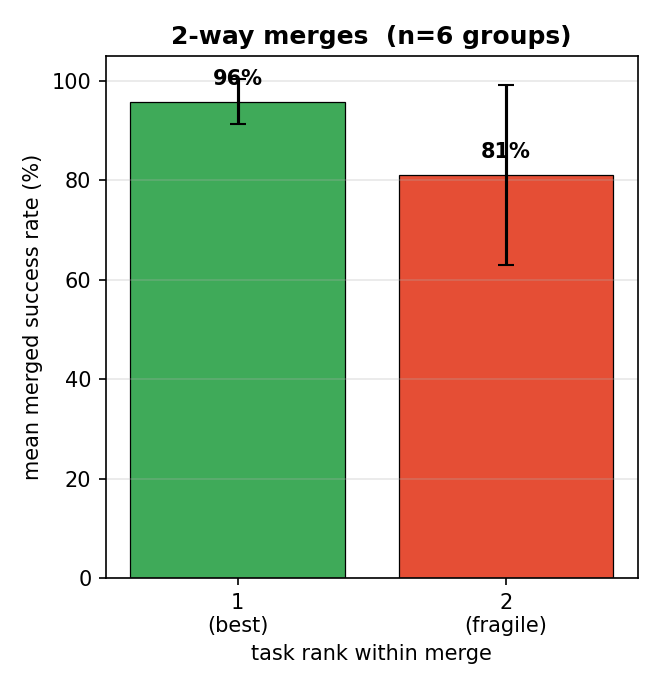 2-way merges  (n=6 groups)
mean merged success rate (%)
100
80
60
40
20
0
96%
81%
1
(best)
2
(fragile)
task rank within merge